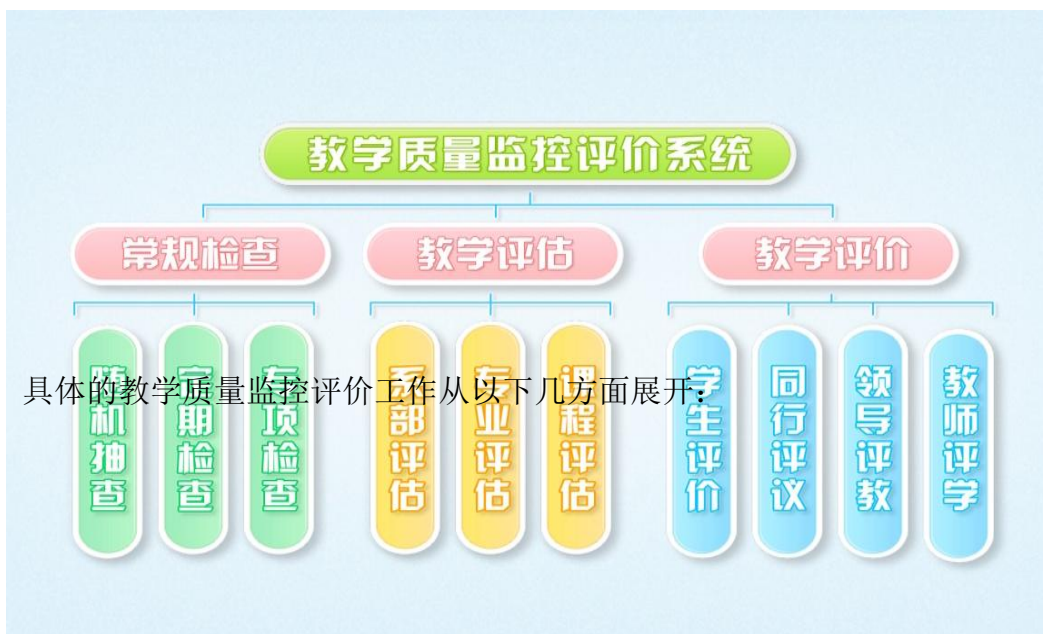 教学质量监控评价系统
常规检查
教学评估
教学评价
随机抽查
定期检查
专项检查
系部评估
专业评估
课程评估
学生评价
同行评议
领导评教
教师评学
具体的教学质量监控评价工作从以下几方面展开：